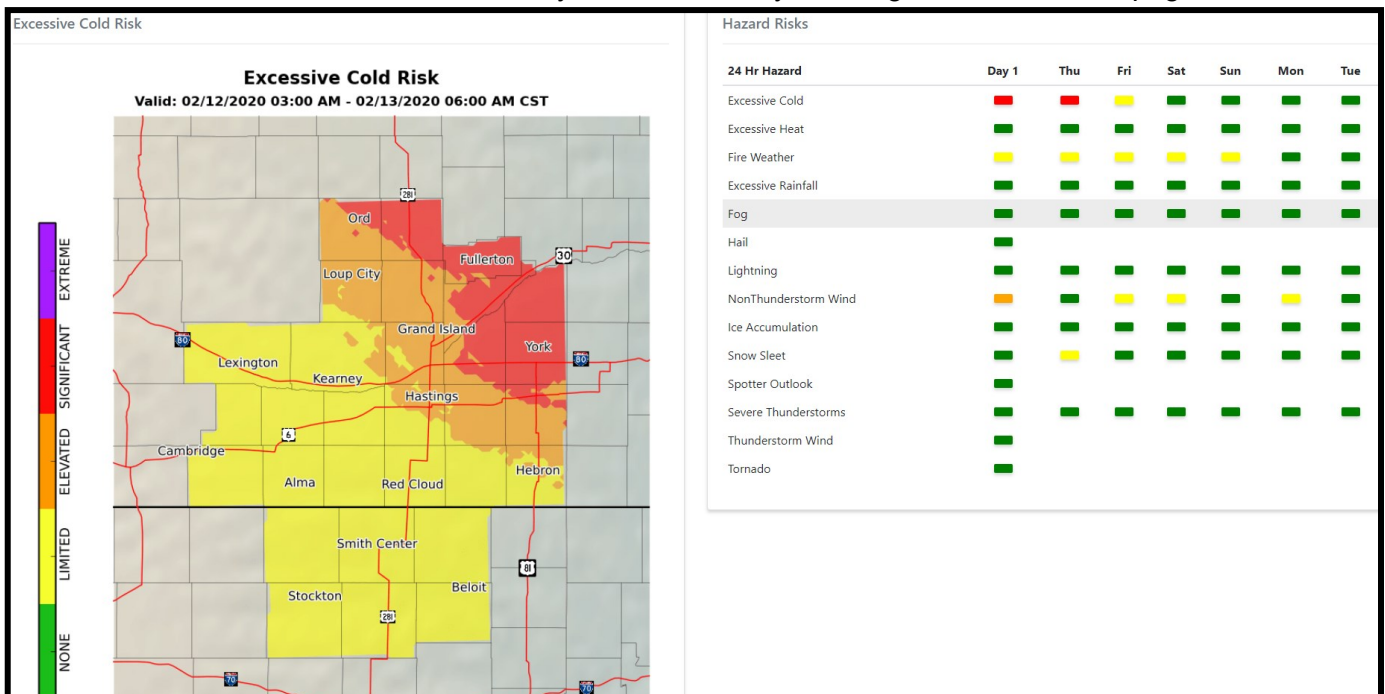 Excessive Cold Risk
Excessive Cold Risk
Valid: 02/12/2020 03:00 AM - 02/13/2020 06:00 AM CST
EXTREME
SIGNIFICANT
ELEVATED
LIMITED
NONE
281
Ord
Fullerton
30
Loup City
Grand Island
80
York
80
Lexington
Kearney
Hastings
6
Cambridge
Hebron
Alma
Red Cloud
Smith Center
81
Beloit
Stockton
281
70
70
Hazard Risks
24 Hr Hazard Day 1 Thu Fri Sat Sun Mon Tue
Excessive Cold
Excessive Heat
Fire Weather
Excessive Rainfall
Fog
Hail
Lightning
NonThunderstorm Wind
Ice Accumulation
Snow Sleet
Spotter Outlook
Severe Thunderstorms
Thunderstorm Wind
Tornado